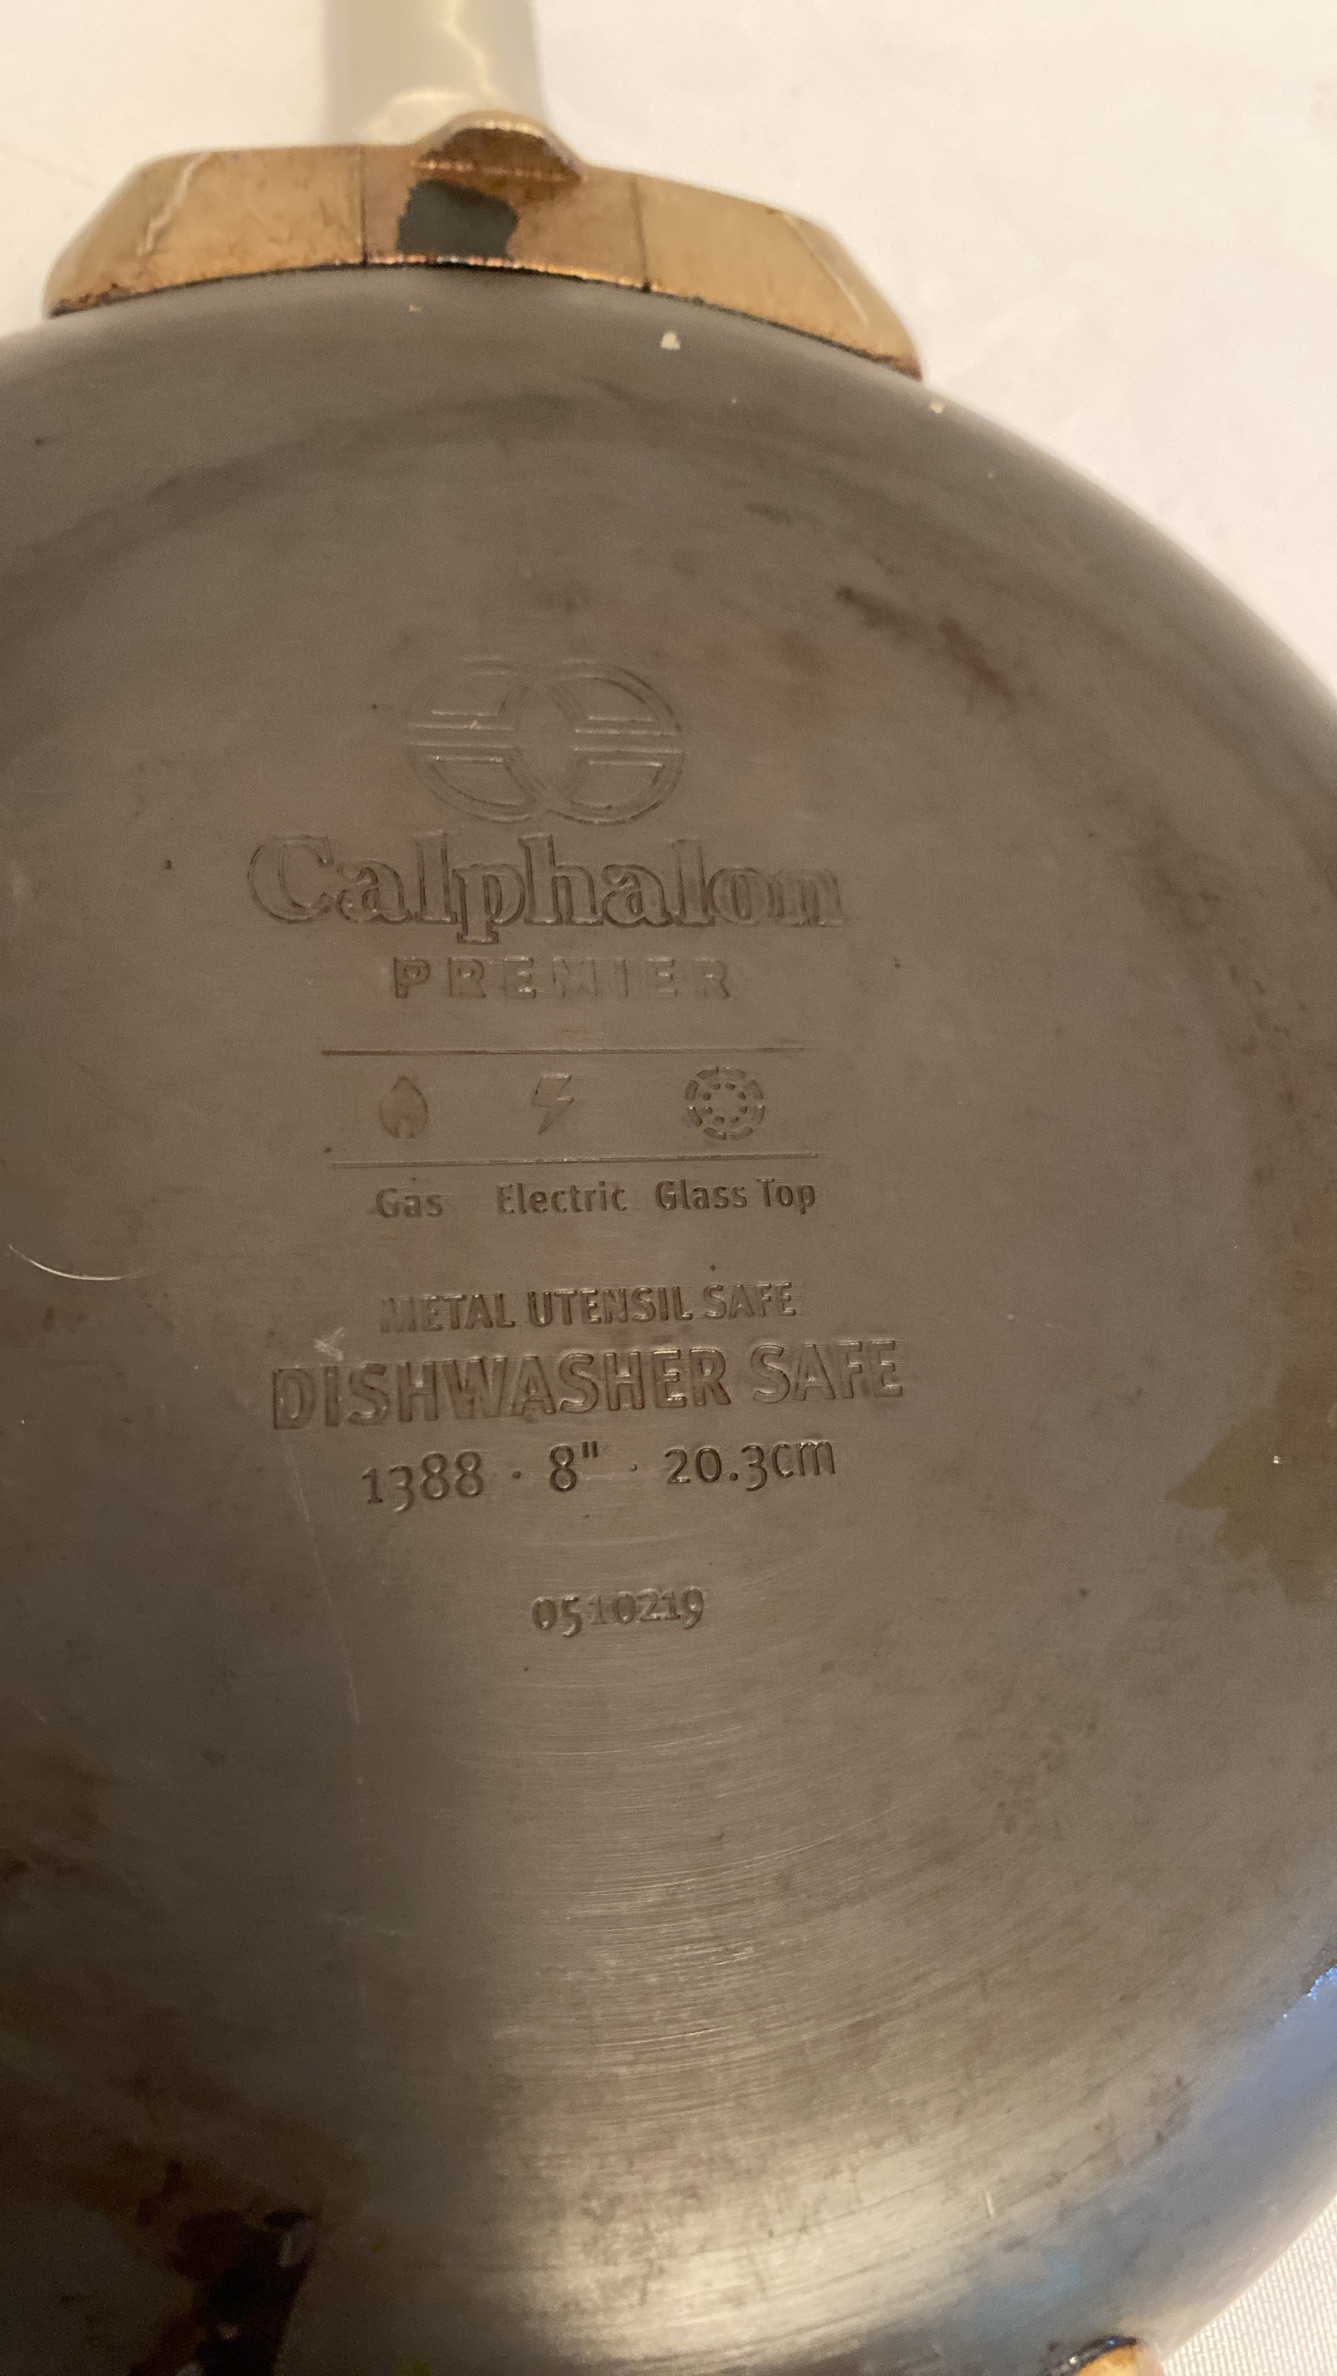 Calphalon
PREMIER
Gas Electric Glass Top
METAL UTENSIL SAFE
DISHWASHER SAFE
1388 · 8" · 20.3cm
0510219